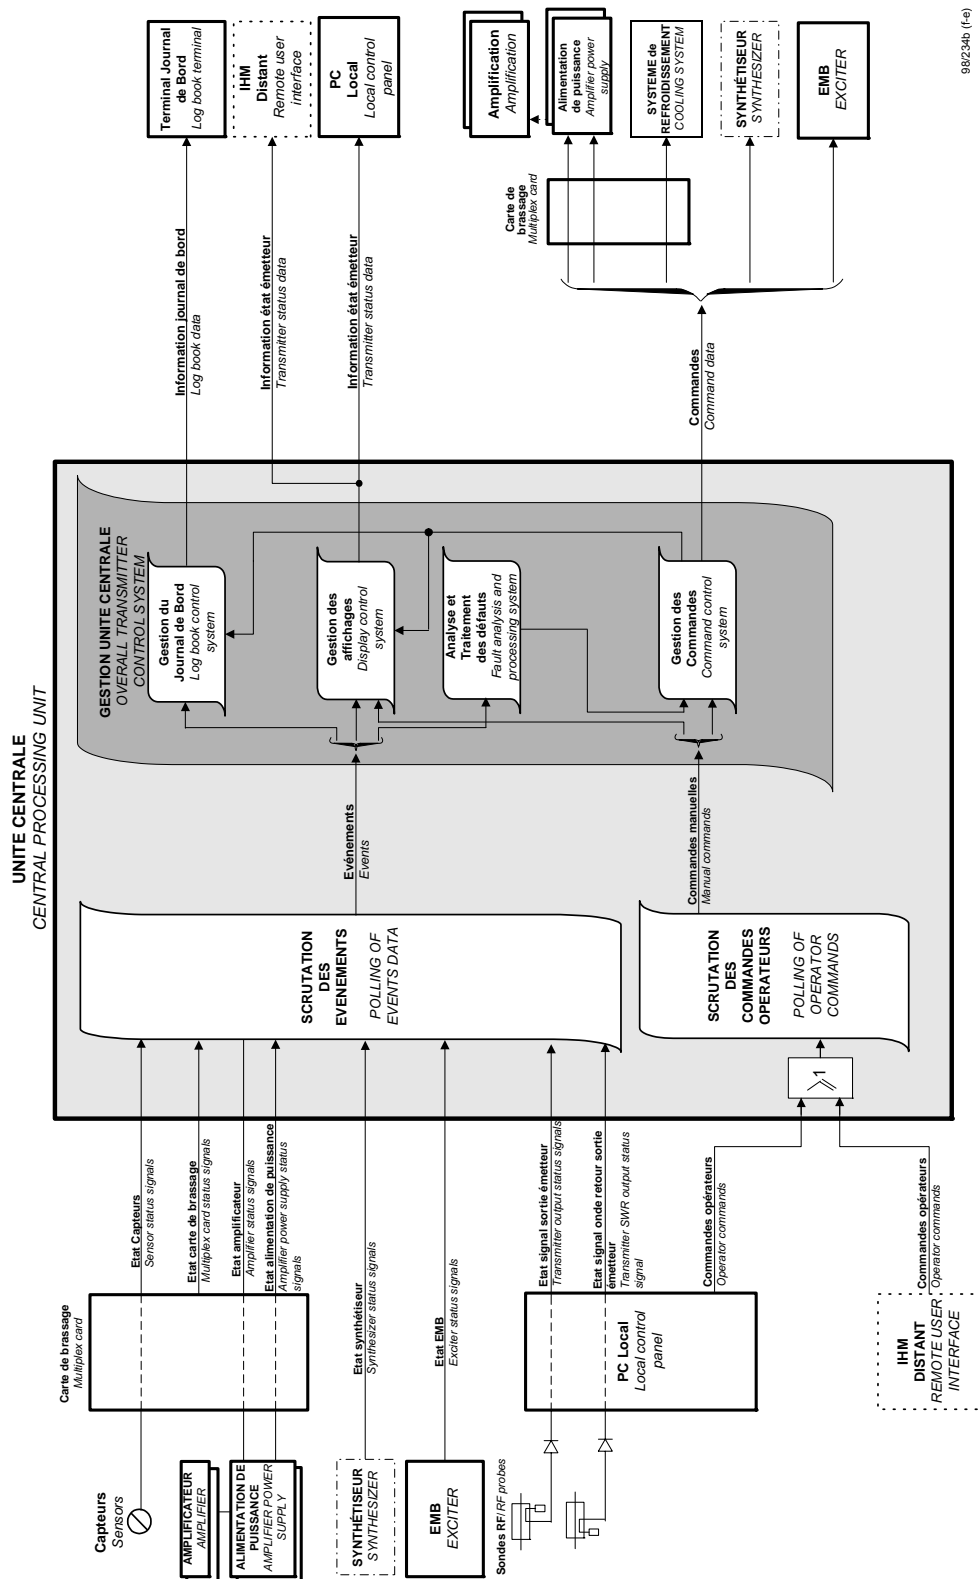 UNITE CENTRALE
CENTRAL PROCESSING UNIT
Capteurs
Sensors
AMPLIFICATEUR
AMPLIFIER
ALIMENTATION DE
PUISSANCE
AMPLIFIER POWER
SUPPLY
SYNTHÉTISEUR
SYNTHESIZER
EMB
EXCITER
Sondes RF/RF probes
Carte de brassage
Multiplex card
PC Local
Local control
panel
IHM
DISTANT
REMOTE USER
INTERFACE
Etat Capteurs
Sensor status signals
Etat carte de brassage
Multiplex card status signals
Etat amplificateur
Amplifier status signals
Etat alimentation de puissance
Amplifier power supply status
signals
Etat synthétiseur
Synthesizer status signals
Etat EMB
Exciter status signals
Etat signal sortie émetteur
Transmitter output status signals
Etat signal onde retour sortie
émetteur
Transmitter SWR output status
signal
Commandes opérateurs
Operator commands
Commandes opérateurs
Operator commands
⩾1
SCRUTATION
DES
EVENEMENTS
POLLING OF
EVENTS DATA
SCRUTATION
DES
COMMANDES
OPERATEURS
POLLING OF
OPERATOR
COMMANDS
Evénements
Events
Commandes manuelles
Manual commands
GESTION UNITE CENTRALE
OVERALL TRANSMITTER
CONTROL SYSTEM
Gestion du
Journal de Bord
Log book control
system
Gestion des
affichages
Display control
system
Analyse et
Traitement
des défauts
Fault analysis and
processing system
Gestion des
Commandes
Command control
system
Information journal de bord
Log book data
Information état émetteur
Transmitter status data
Information état émetteur
Transmitter status data
Commandes
Command data
Terminal Journal
de Bord
Log book terminal
IHM
Distant
Remote user
interface
PC
Local
Local control
panel
Carte de
brassage
Multiplex card
Amplification
Amplification
Alimentation
de puissance
Amplifier power
supply
SYSTEME de
REFROIDISSEMENT
COOLING SYSTEM
SYNTHÉTISEUR
SYNTHESIZER
EMB
EXCITER
98/234b (f-e)